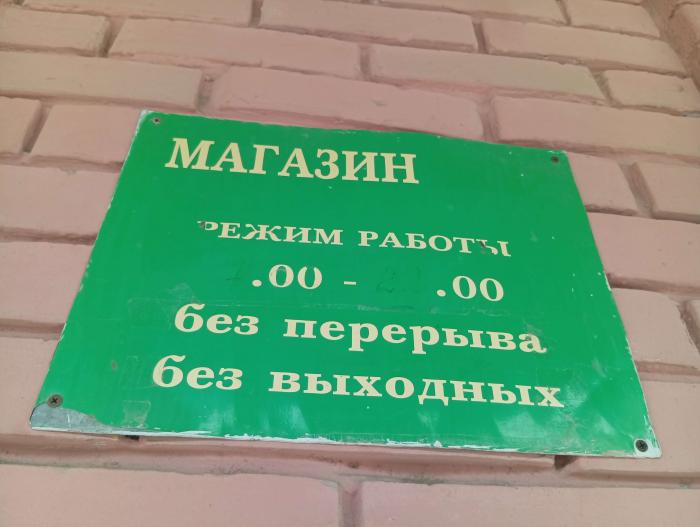 МАГАЗИН
РЕЖИМ РАБОТЫ
.00 - .00
без перерыва
без выходных